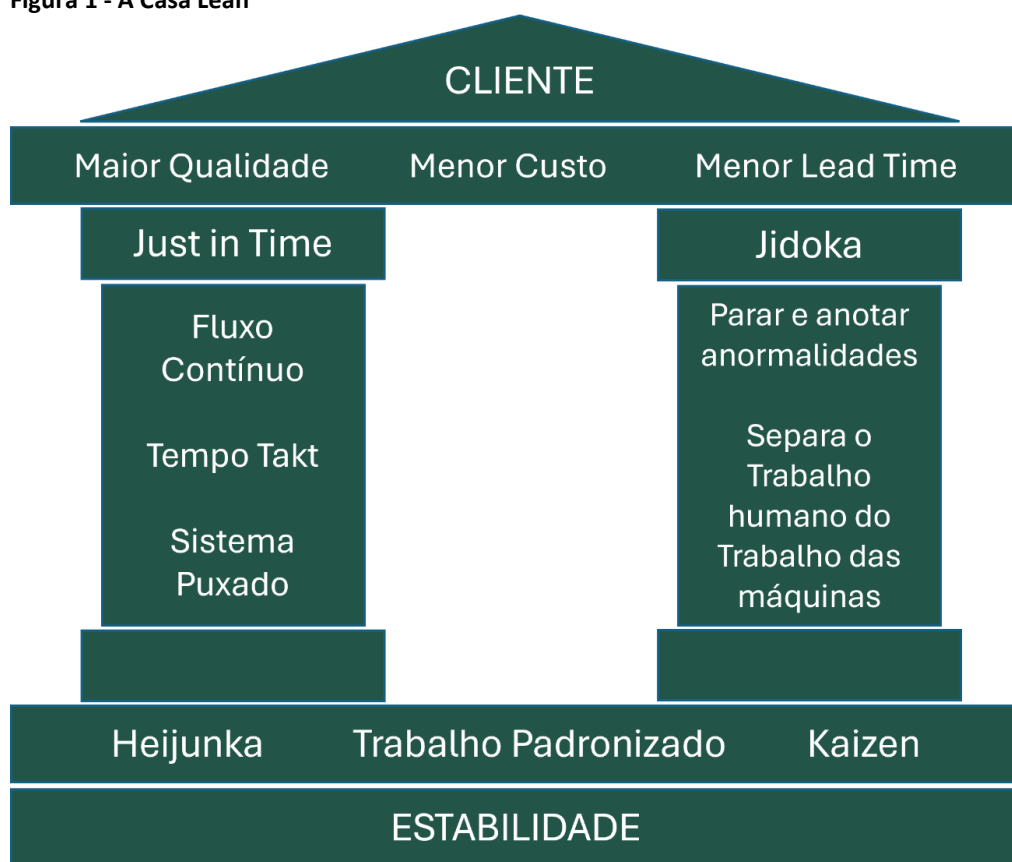 Figura 1 - A Casa Lean
CLIENTE
Maior Qualidade Menor Custo Menor Lead Time
Just in Time
Fluxo
Contínuo
Tempo Takt
Sistema
Puxado
Jidoka
Parar e anotar
anormalidades
Separa o
Trabalho
humano do
Trabalho das
máquinas
Heijunka Trabalho Padronizado Kaizen
ESTABILIDADE